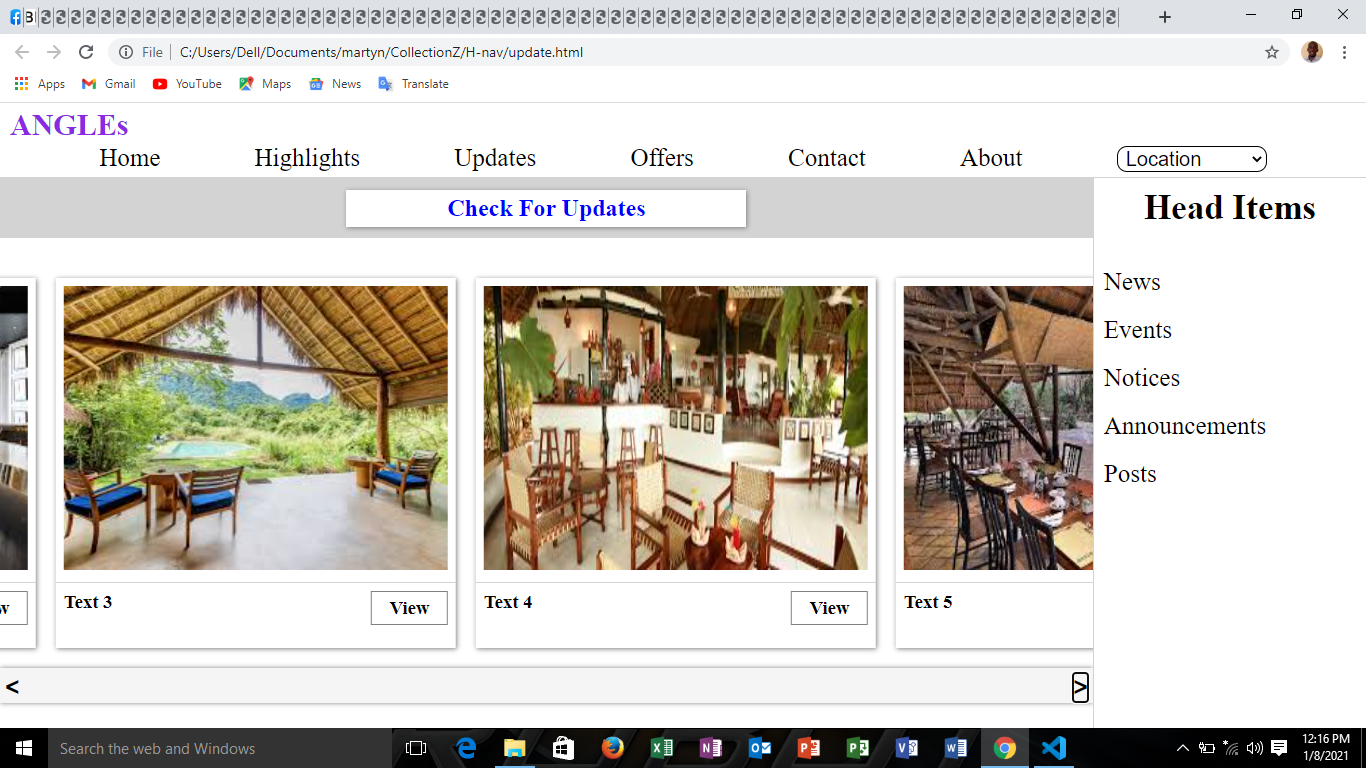 B
File C:/Users/Dell/Documents/martyn/CollectionZ/H-nav/update.html
Apps Gmail YouTube Maps News Translate
ANGLEs
Home Highlights Updates Offers Contact About Location
Check For Updates
Head Items
News
Events
Notices
Announcements
Posts
w Text 3 View Text 4 View Text 5
< >
Search the web and Windows
12:16 PM
1/8/2021